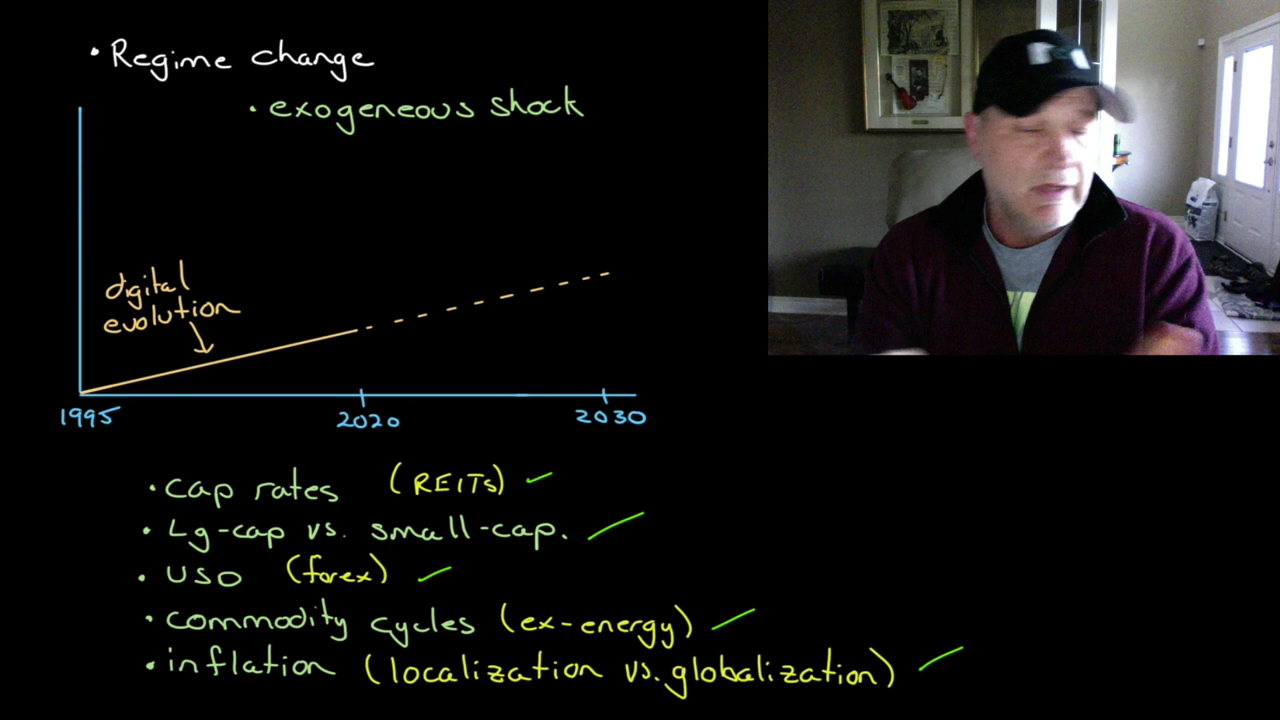 • Regime change
• exogeneous shock
digital
evolution
1995
2020
2030
• cap rates (REITs) ✓
• Lg-cap vs. small-cap. ✓
• USD (forex) ✓
• commodity cycles (ex-energy) ✓
• inflation (localization vs. globalization) ✓